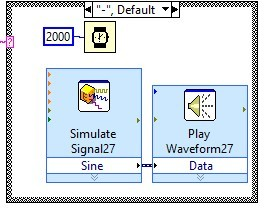 "-", Default
?
2000
Simulate
Signal27
Sine
Play
Waveform27
Data